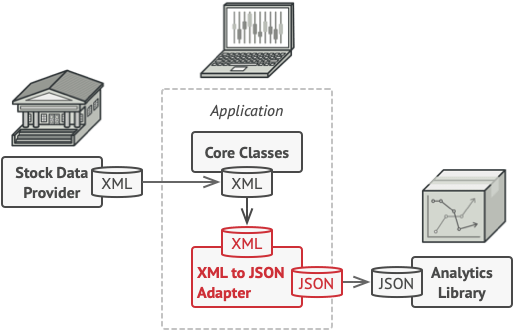 Application
Stock Data
Provider
XML
Core Classes
XML
XML
XML to JSON
Adapter
JSON
JSON
Analytics
Library